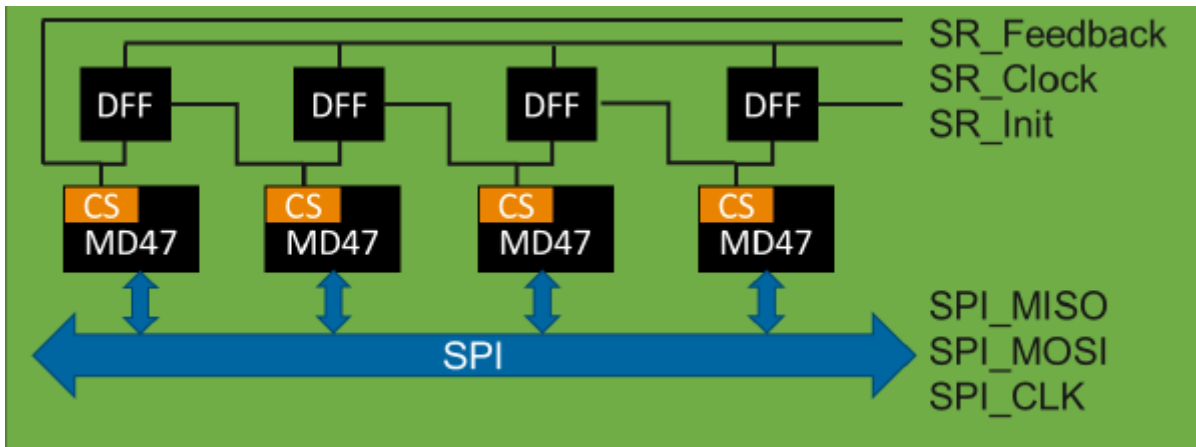 SR_Feedback
DFF DFF DFF DFF SR_Clock
SR_Init
CS CS CS CS
MD47 MD47 MD47 MD47
SPI_MISO
SPI SPI_MOSI
SPI_CLK